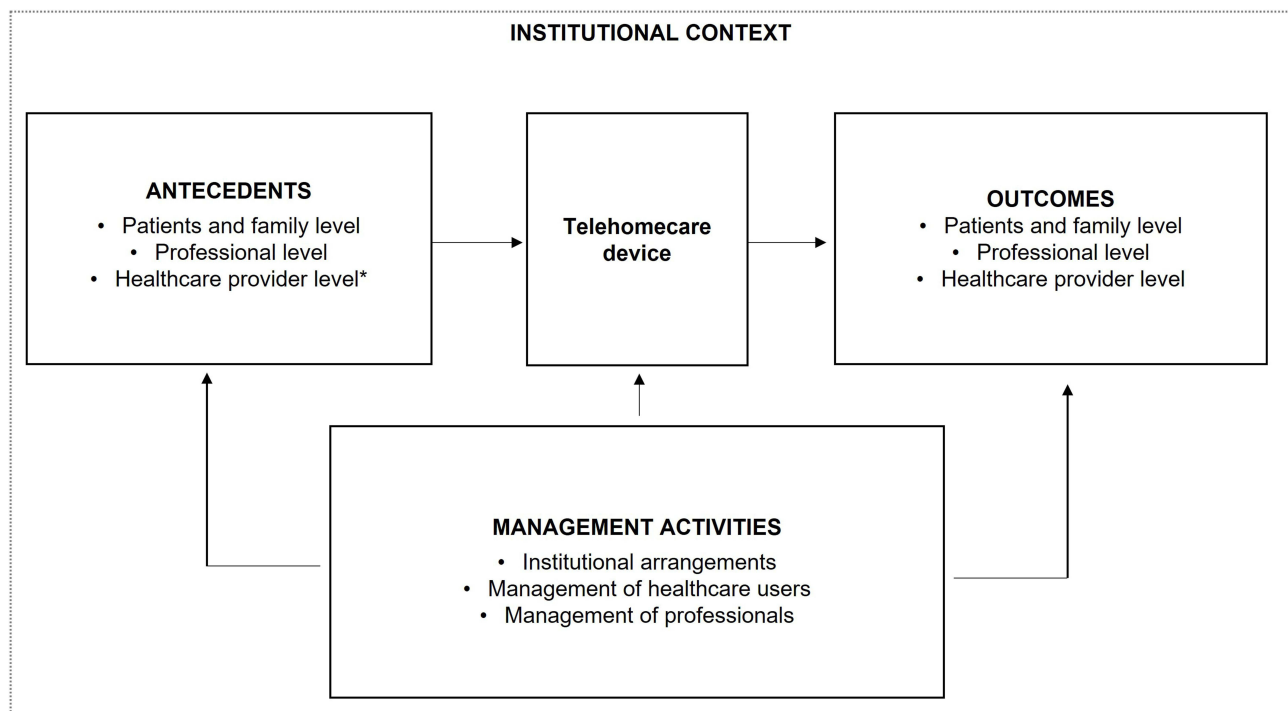 INSTITUTIONAL CONTEXT
ANTECEDENTS
• Patients and family level
• Professional level
• Healthcare provider level*
Telehomecare
device
OUTCOMES
• Patients and family level
• Professional level
• Healthcare provider level
MANAGEMENT ACTIVITIES
• Institutional arrangements
• Management of healthcare users
• Management of professionals